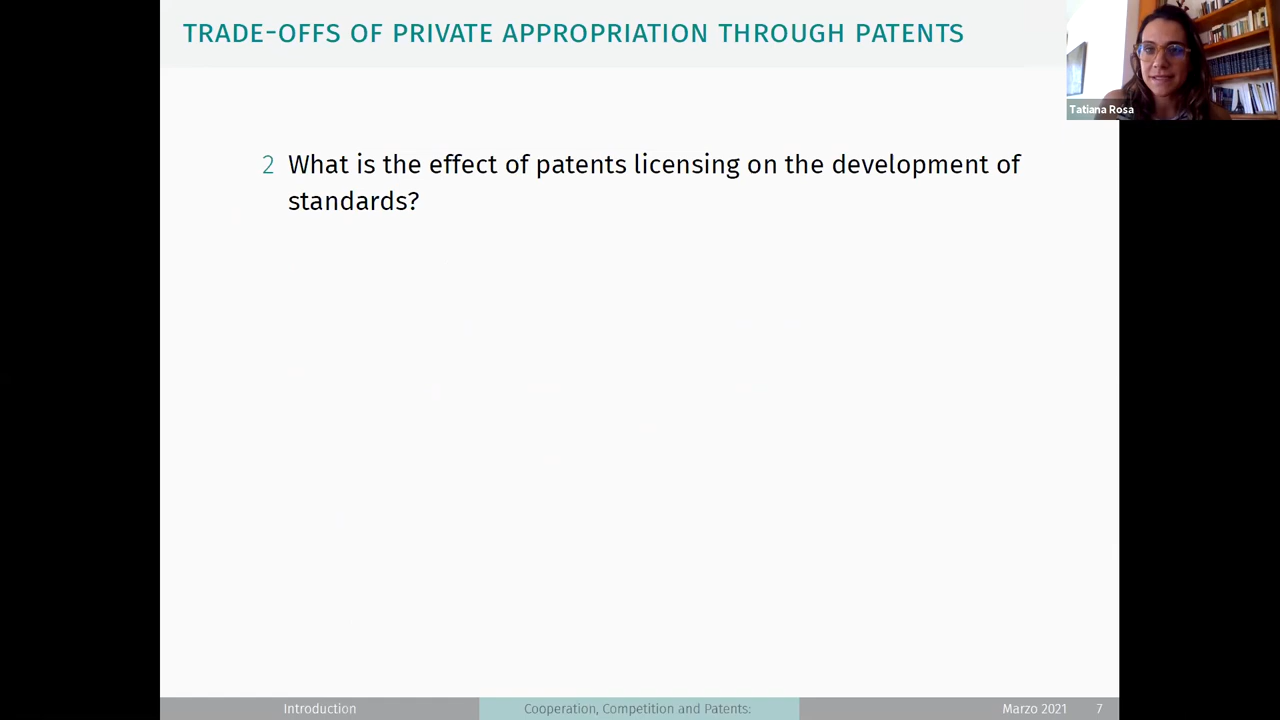 TRADE-OFFS OF PRIVATE APPROPRIATION THROUGH PATENTS
Tatiana Rosa
2 What is the effect of patents licensing on the development of
standards?
Introduction
Cooperation, Competition and Patents:
Marzo 2021
7